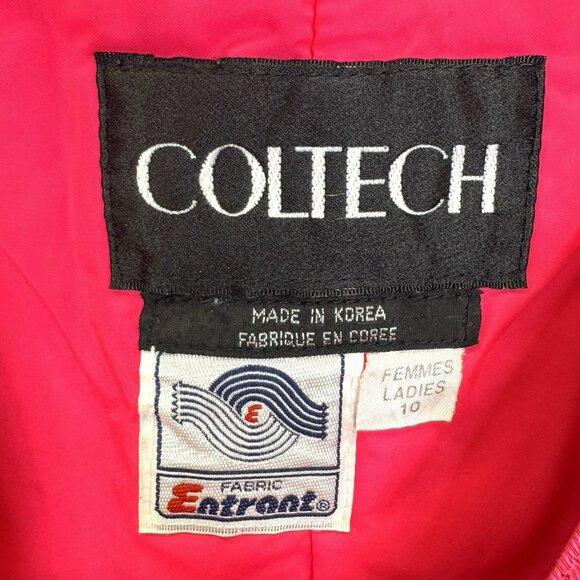 COLTECH
MADE IN KOREA
FABRIQUE EN COREE
FEMMES
LADIES
10
E
FABRIC
Entrant®